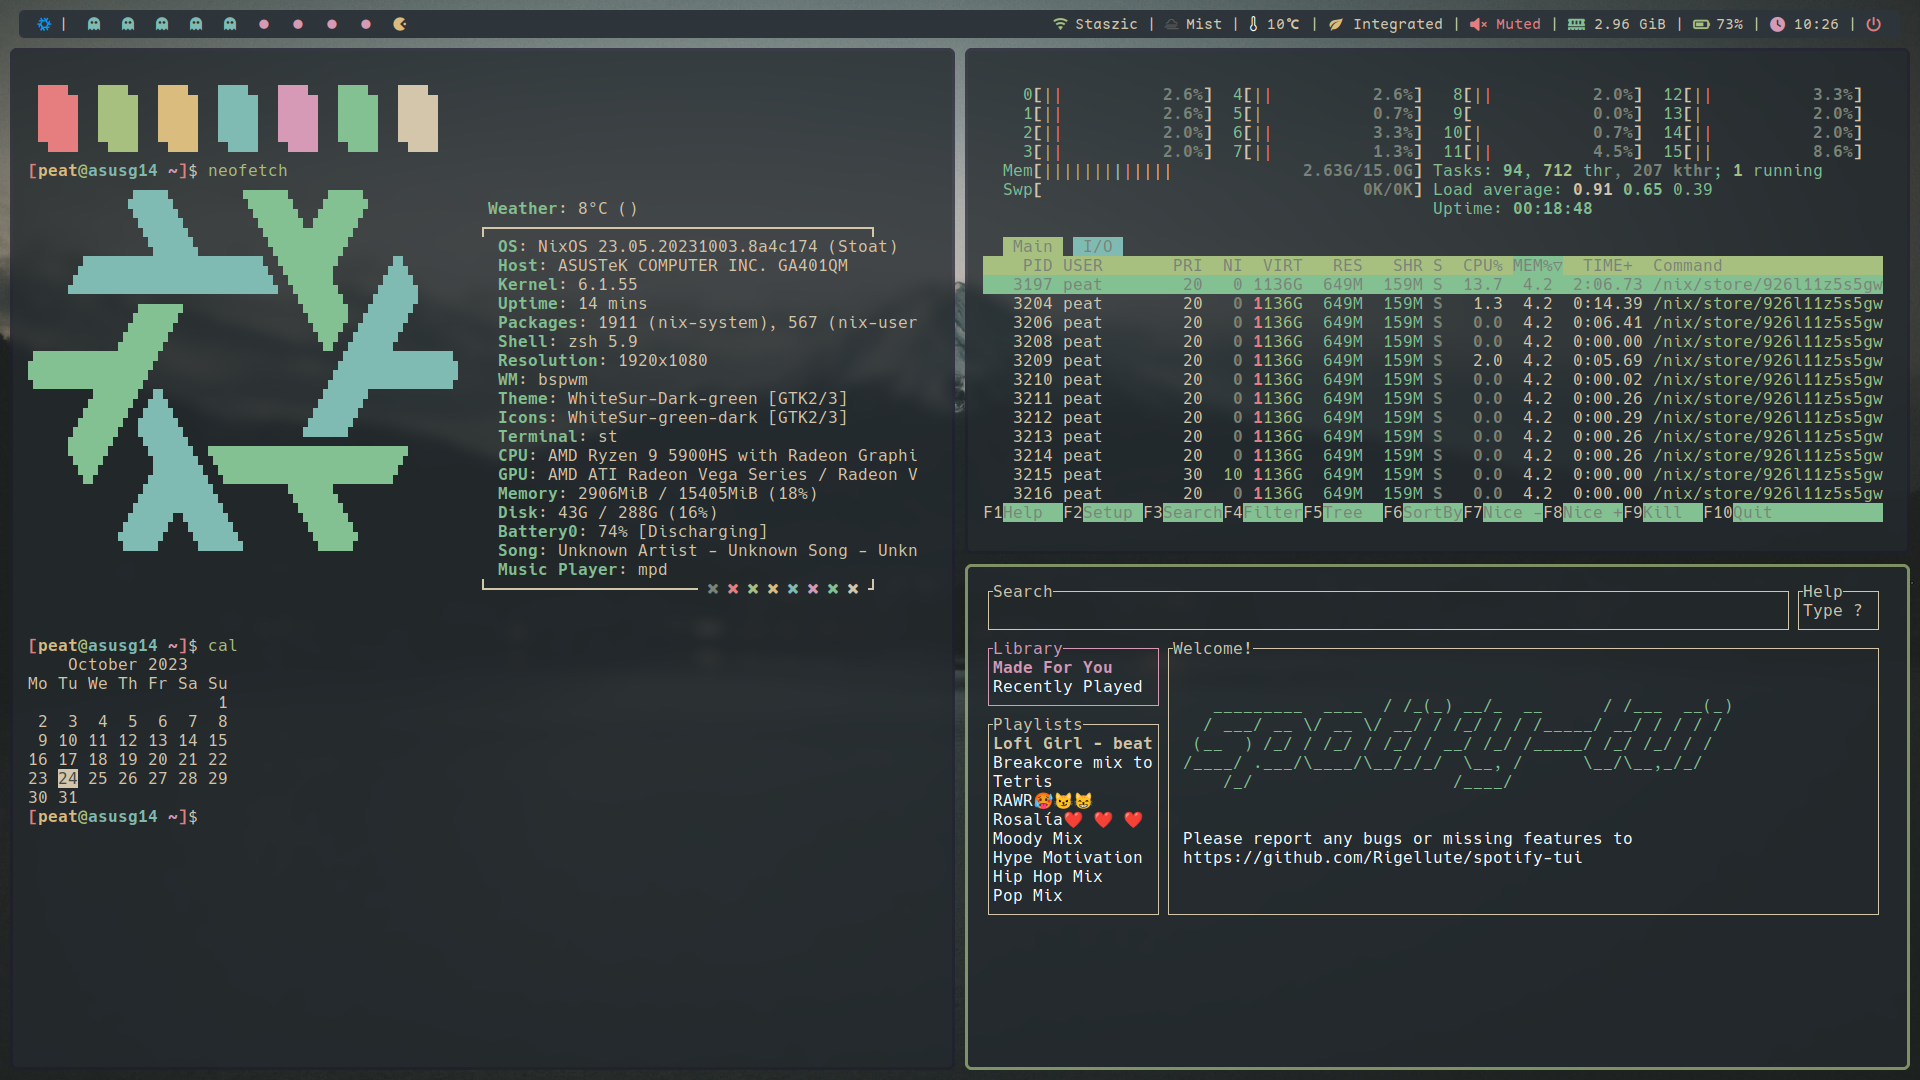 | Staszic | Mist | 10℃ | Integrated | Muted | 2.96 GiB | 73% | 10:26 |
[peat@asusg14 ~]$ neofetch
Weather: 8°C ()
OS: NixOS 23.05.20231003.8a4c174 (Stoat)
Host: ASUSTeK COMPUTER INC. GA401QM
Kernel: 6.1.55
Uptime: 14 mins
Packages: 1911 (nix-system), 567 (nix-user
Shell: zsh 5.9
Resolution: 1920x1080
WM: bspwm
Theme: WhiteSur-Dark-green [GTK2/3]
Icons: WhiteSur-green-dark [GTK2/3]
Terminal: st
CPU: AMD Ryzen 9 5900HS with Radeon Graphi
GPU: AMD ATI Radeon Vega Series / Radeon V
Memory: 2906MiB / 15405MiB (18%)
Disk: 43G / 288G (16%)
Battery0: 74% [Discharging]
Song: Unknown Artist - Unknown Song - Unkn
Music Player: mpd
[peat@asusg14 ~]$ cal
October 2023
Mo Tu We Th Fr Sa Su
1
2 3 4 5 6 7 8
9 10 11 12 13 14 15
16 17 18 19 20 21 22
23 24 25 26 27 28 29
30 31
[peat@asusg14 ~]$
0[|| 2.6%] 4[|| 2.6%] 8[|| 2.0%] 12[|| 3.3%]
1[|| 2.6%] 5[| 0.7%] 9[ 0.0%] 13[| 2.0%]
2[|| 2.0%] 6[|| 3.3%] 10[| 0.7%] 14[|| 2.0%]
3[|| 2.0%] 7[|| 1.3%] 11[|| 4.5%] 15[|| 8.6%]
Mem[||||||||||||| 2.63G/15.0G] Tasks: 94, 712 thr, 207 kthr; 1 running
Swp[ 0K/0K] Load average: 0.91 0.65 0.39
Uptime: 00:18:48
Main I/O
PID USER PRI NI VIRT RES SHR S CPU% MEM%▽ TIME+ Command
3197 peat 20 0 1136G 649M 159M S 13.7 4.2 2:06.73 /nix/store/926l11z5s5gw
3204 peat 20 0 1136G 649M 159M S 1.3 4.2 0:14.39 /nix/store/926l11z5s5gw
3206 peat 20 0 1136G 649M 159M S 0.0 4.2 0:06.41 /nix/store/926l11z5s5gw
3208 peat 20 0 1136G 649M 159M S 0.0 4.2 0:00.00 /nix/store/926l11z5s5gw
3209 peat 20 0 1136G 649M 159M S 2.0 4.2 0:05.69 /nix/store/926l11z5s5gw
3210 peat 20 0 1136G 649M 159M S 0.0 4.2 0:00.02 /nix/store/926l11z5s5gw
3211 peat 20 0 1136G 649M 159M S 0.0 4.2 0:00.26 /nix/store/926l11z5s5gw
3212 peat 20 0 1136G 649M 159M S 0.0 4.2 0:00.29 /nix/store/926l11z5s5gw
3213 peat 20 0 1136G 649M 159M S 0.0 4.2 0:00.26 /nix/store/926l11z5s5gw
3214 peat 20 0 1136G 649M 159M S 0.0 4.2 0:00.26 /nix/store/926l11z5s5gw
3215 peat 30 10 1136G 649M 159M S 0.0 4.2 0:00.00 /nix/store/926l11z5s5gw
3216 peat 20 0 1136G 649M 159M S 0.0 4.2 0:00.00 /nix/store/926l11z5s5gw
F1Help F2Setup F3SearchF4FilterF5Tree F6SortByF7Nice -F8Nice +F9Kill F10Quit
Search
Help
Type ?
Library
Made For You
Recently Played
Playlists
Lofi Girl - beat
Breakcore mix to
Tetris
RAWR🥵😼😸
Rosalía❤️ ❤️ ❤️
Moody Mix
Hype Motivation
Hip Hop Mix
Pop Mix
Welcome!
spotify-tui
Please report any bugs or missing features to
https://github.com/Rigellute/spotify-tui